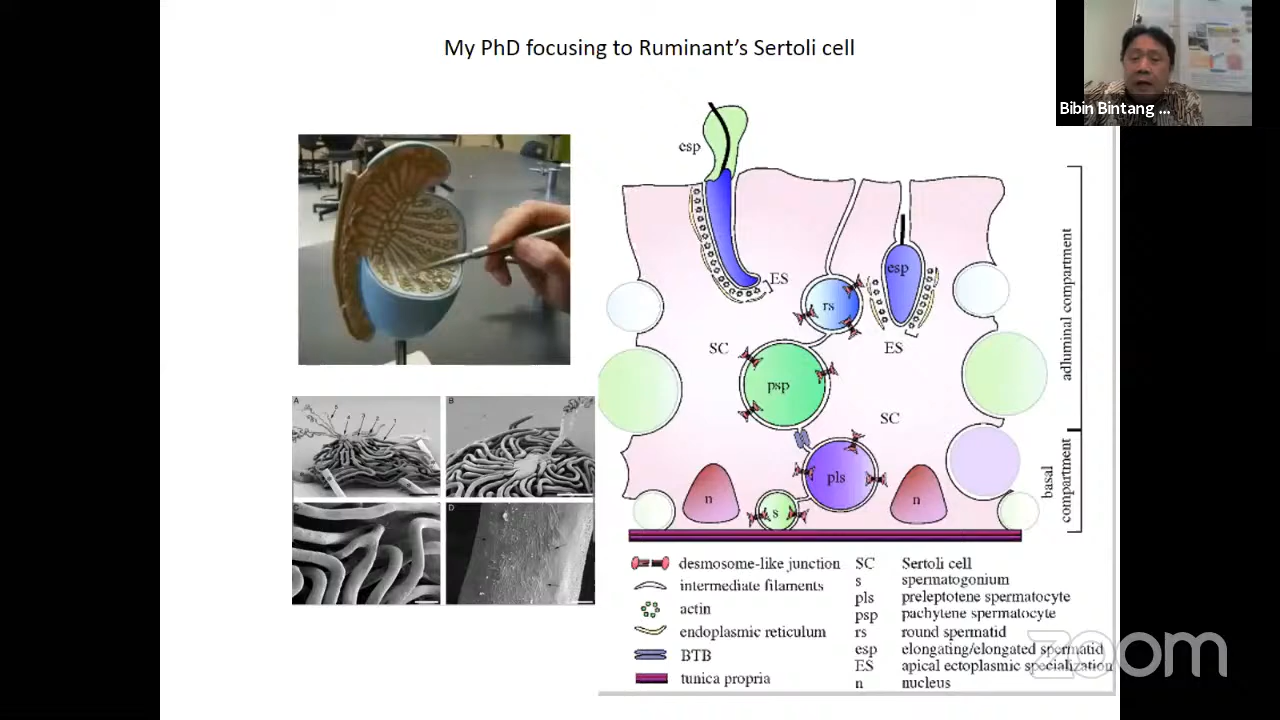 My PhD focusing to Ruminant's Sertoli cell
Bibin Bintang ...
esp
ES
rs
esp
ES
SC
psp
SC
pls
n
s
n
adluminal compartment
basal
compartment
A
B
D
desmosome-like junction
intermediate filaments
actin
endoplasmic reticulum
BTB
tunica propria
SC Sertoli cell
s spermatogonium
pls preleptotene spermatocyte
psp pachytene spermatocyte
rs round spermatid
esp elongating/elongated spermatid
ES apical ectoplasmic specialization
n nucleus
zoom